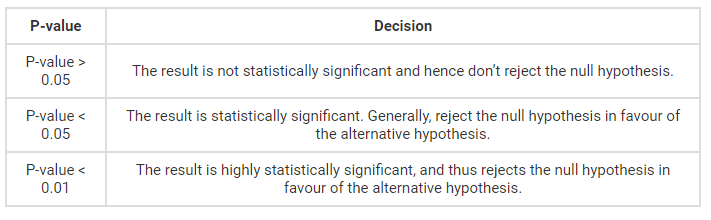 P-value
Decision
P-value >
0.05
The result is not statistically significant and hence don’t reject the null hypothesis.
P-value <
0.05
The result is statistically significant. Generally, reject the null hypothesis in favour of
the alternative hypothesis.
P-value <
0.01
The result is highly statistically significant, and thus rejects the null hypothesis in
favour of the alternative hypothesis.